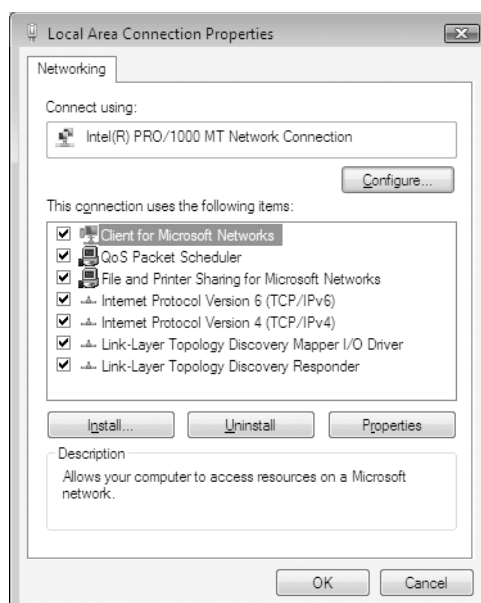 Local Area Connection Properties
Networking
Connect using:
Intel(R) PRO/1000 MT Network Connection
Configure...
This connection uses the following items:
Client for Microsoft Networks
QoS Packet Scheduler
File and Printer Sharing for Microsoft Networks
Internet Protocol Version 6 (TCP/IPv6)
Internet Protocol Version 4 (TCP/IPv4)
Link-Layer Topology Discovery Mapper I/O Driver
Link-Layer Topology Discovery Responder
Install... Uninstall Properties
Description
Allows your computer to access resources on a Microsoft
network.
OK Cancel